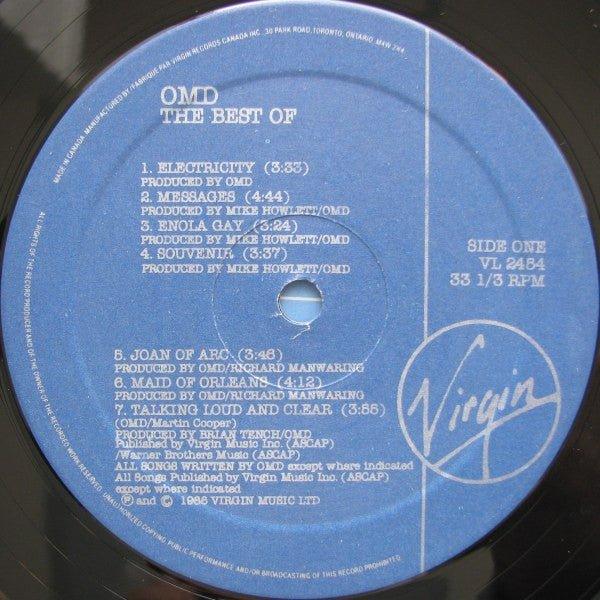 MADE IN CANADA. MANUFACTURED BY / FABRIQUÉ PAR VIRGIN RECORDS CANADA INC. 30 PARK ROAD, TORONTO, ONTARIO. M4W 2N4
OMD
THE BEST OF
1. ELECTRICITY (3:33)
PRODUCED BY OMD
2. MESSAGES (4:44)
PRODUCED BY MIKE HOWLETT/OMD
3. ENOLA GAY (3:24)
PRODUCED BY MIKE HOWLETT/OMD
4. SOUVENIR (3:37)
PRODUCED BY MIKE HOWLETT/OMD
SIDE ONE
VL 2454
33 1/3 RPM
5. JOAN OF ARC (3:46)
PRODUCED BY OMD/RICHARD MANWARING
6. MAID OF ORLEANS (4:12)
PRODUCED BY OMD/RICHARD MANWARING
7. TALKING LOUD AND CLEAR (3:55)
(OMD/Martin Cooper)
PRODUCED BY BRIAN TENCH/OMD
Published by Virgin Music Inc. (ASCAP)
/Warner Brothers Music (ASCAP)
ALL SONGS WRITTEN BY OMD except where indicated
All Songs Published by Virgin Music Inc. (ASCAP)
except where indicated
℗ and © 1986 VIRGIN MUSIC LTD
Virgin
ALL RIGHTS OF THE RECORD PRODUCER AND OF THE OWNER OF THE RECORDED WORK RESERVED. UNAUTHORIZED COPYING, PUBLIC PERFORMANCE AND/OR BROADCASTING OF THIS RECORD PROHIBITED.